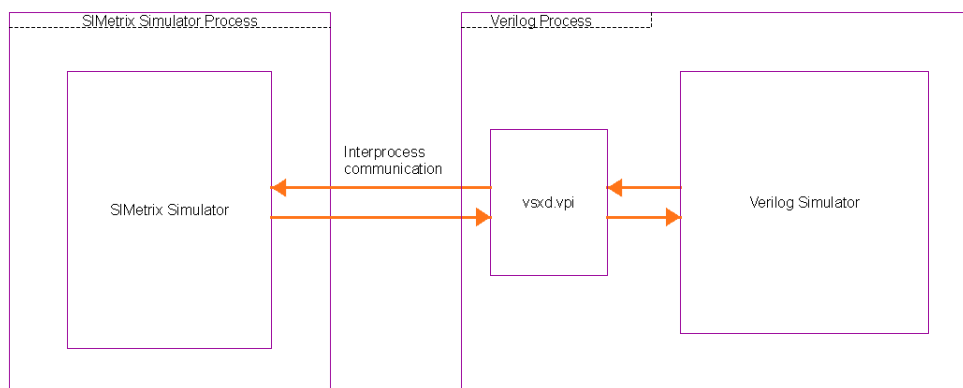 SIMetrix Simulator Process
Verilog Process
Interprocess
communication
SIMetrix Simulator
vsxd.vpi
Verilog Simulator